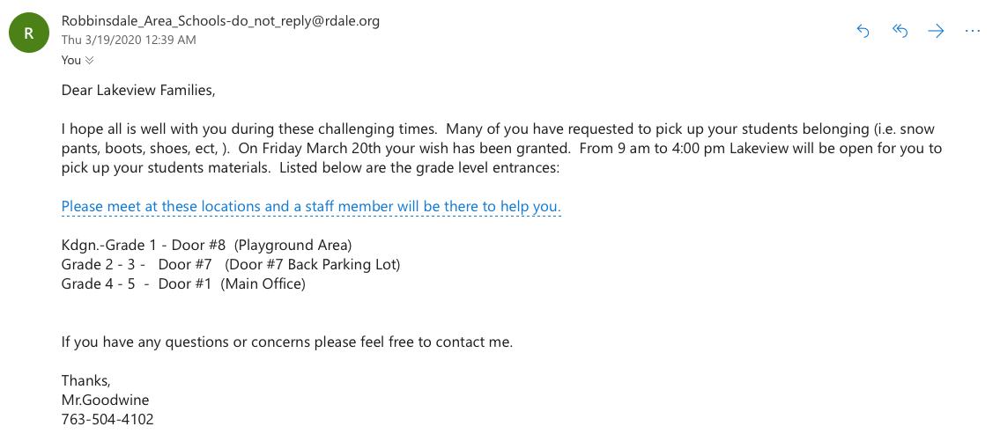 R
Robbinsdale_Area_Schools-do_not_reply@rdale.org
Thu 3/19/2020 12:39 AM
You
Dear Lakeview Families,
I hope all is well with you during these challenging times.  Many of you have requested to pick up your students belonging (i.e. snow
pants, boots, shoes, ect, ).  On Friday March 20th your wish has been granted.  From 9 am to 4:00 pm Lakeview will be open for you to
pick up your students materials.  Listed below are the grade level entrances:
Please meet at these locations and a staff member will be there to help you.
Kdgn.-Grade 1 - Door #8  (Playground Area)
Grade 2 - 3 -   Door #7   (Door #7 Back Parking Lot)
Grade 4 - 5  -  Door #1  (Main Office)
If you have any questions or concerns please feel free to contact me.
Thanks,
Mr.Goodwine
763-504-4102